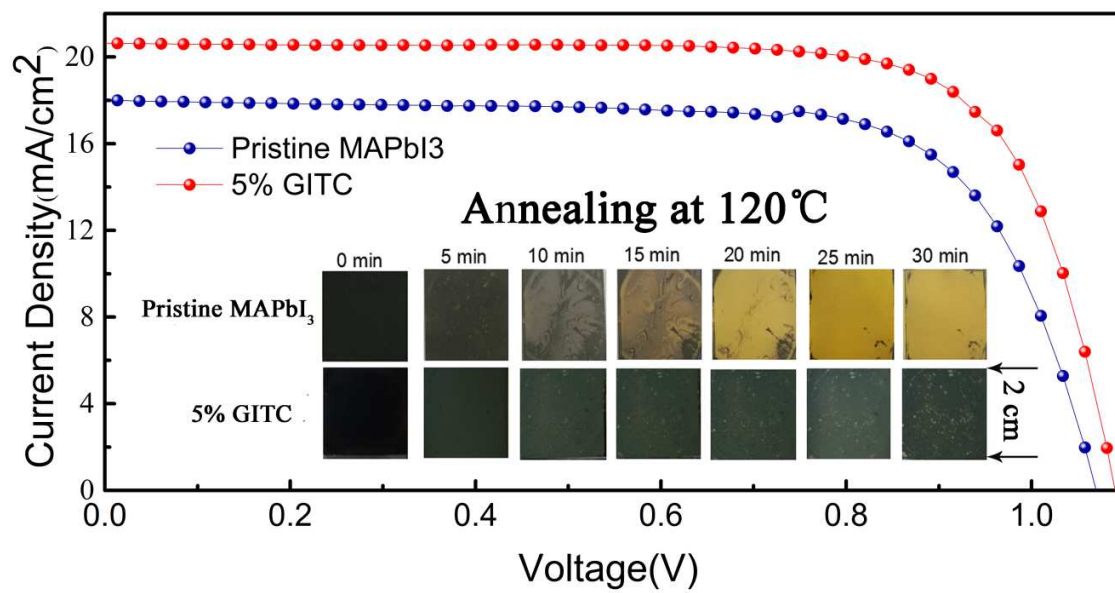 20
16
12
8
4
0
Current Density(mA/cm²)
Pristine MAPbI3
5% GITC
Annealing at 120℃
0 min 5 min 10 min 15 min 20 min 25 min 30 min
Pristine MAPbI₃
5% GITC
2 cm
0.0 0.2 0.4 0.6 0.8 1.0
Voltage(V)